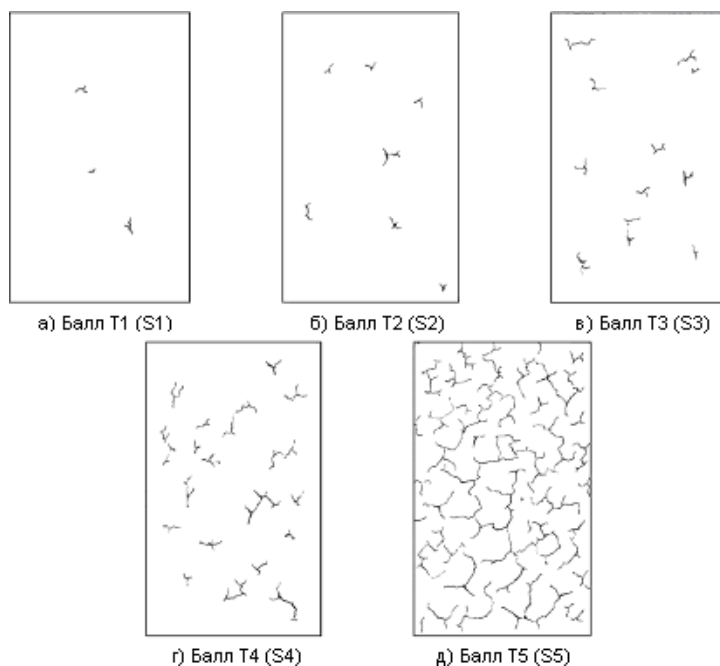 а) Балл Т1 (S1)
б) Балл Т2 (S2)
в) Балл Т3 (S3)
г) Балл Т4 (S4)
д) Балл Т5 (S5)